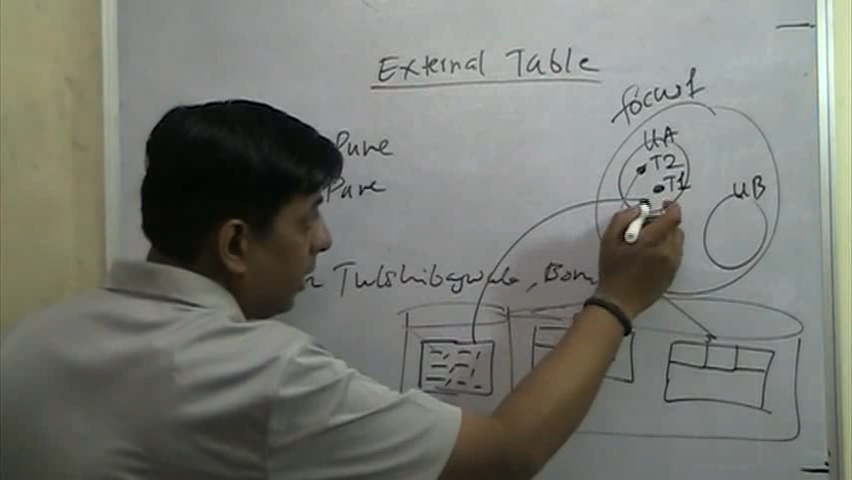 External Table
focus1
Pune
Pune
UA
T2
T1
UB
Tulshibagwale, Bom